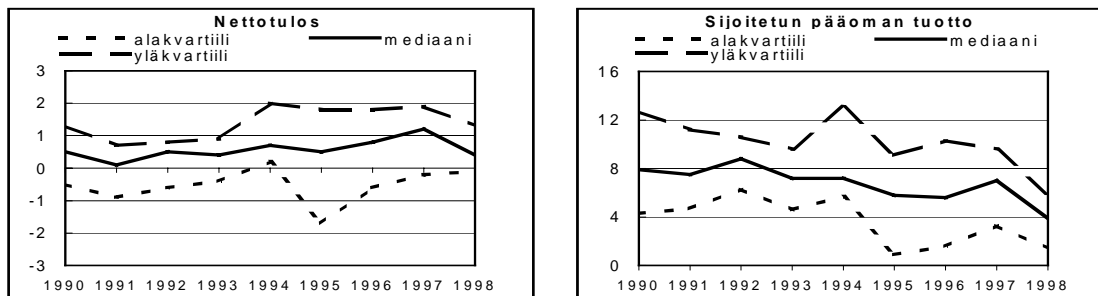 Nettotulos
alakvartiili mediaani
yläkvartiili
3
2
1
0
-1
-2
-3
1990 1991 1992 1993 1994 1995 1996 1997 1998
Sijoitetun pääoman tuotto
alakvartiili mediaani
yläkvartiili
16
12
8
4
0
1990 1991 1992 1993 1994 1995 1996 1997 1998